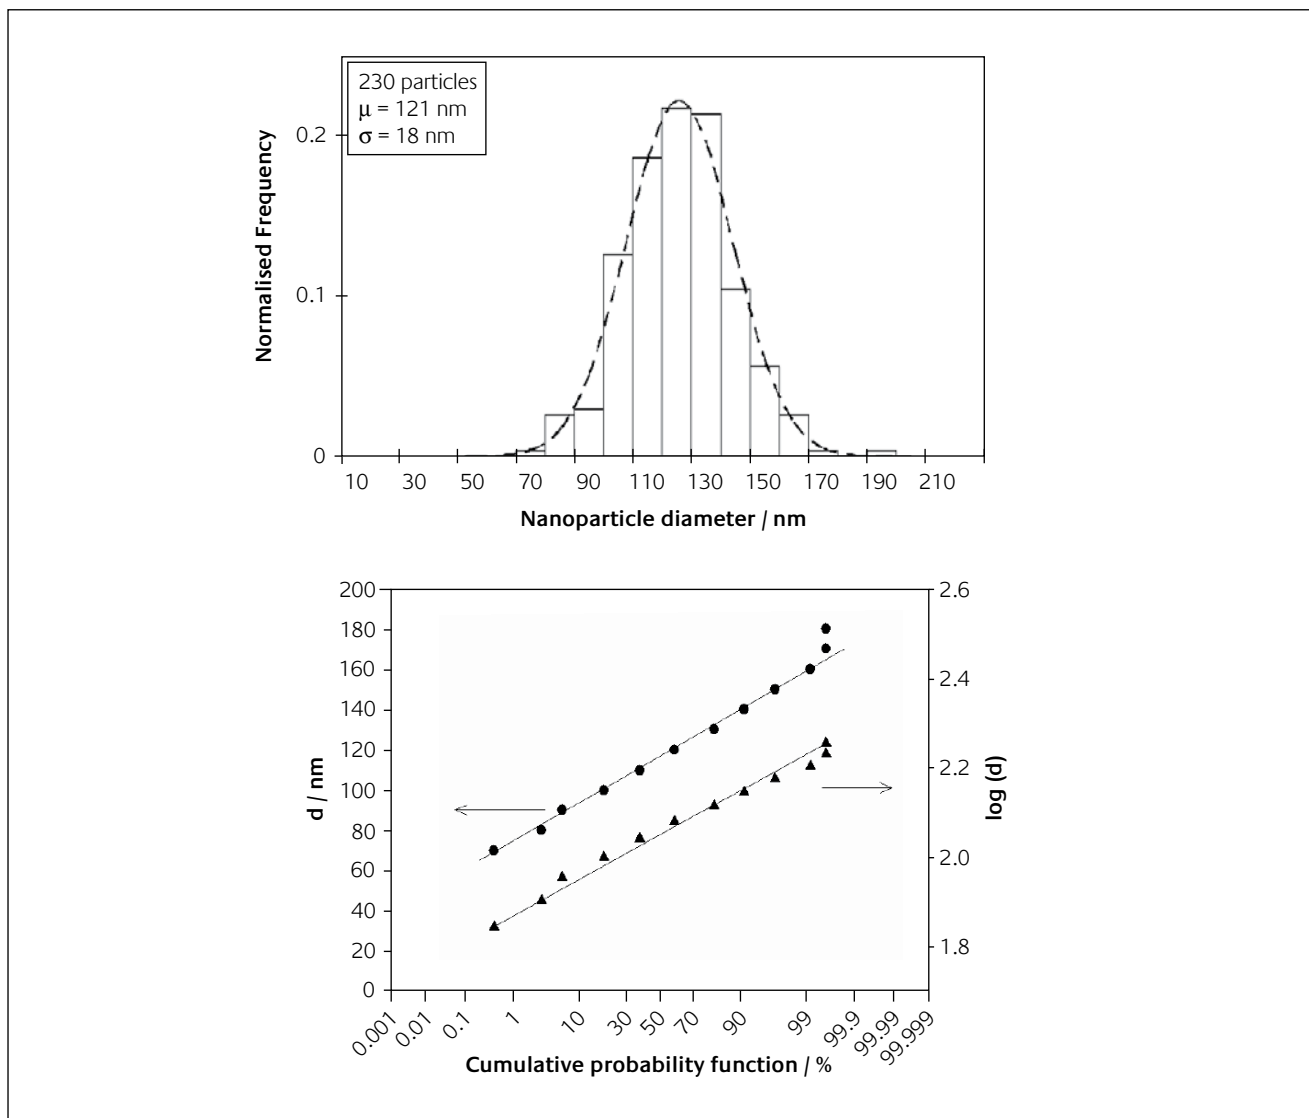 230 particles
μ = 121 nm
σ = 18 nm
Normalised Frequency
0.2
0.1
0
10 30 50 70 90 110 130 150 170 190 210
Nanoparticle diameter / nm
200
180
160
140
120
100
80
60
40
20
0
d / nm
2.6
2.4
2.2
2.0
1.8
log (d)
0.001 0.01 0.1 1 10 30 50 70 90 99 99.9 99.99 99.999
Cumulative probability function / %